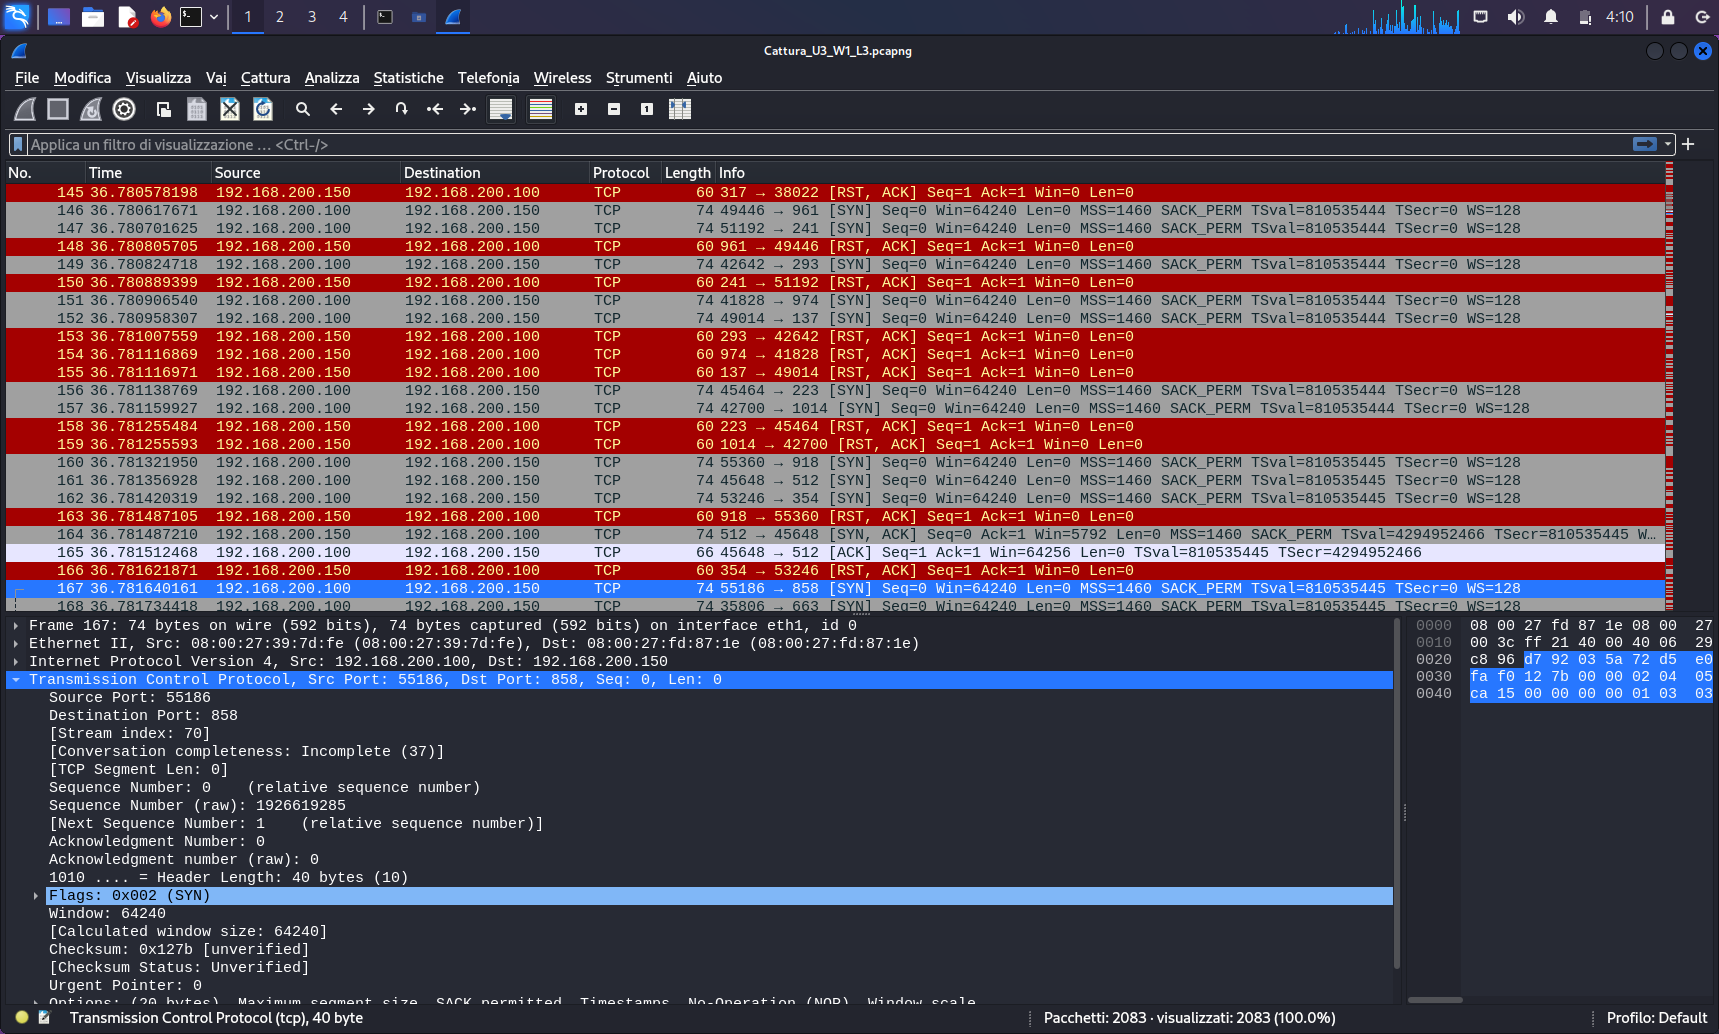 1 2 3 4 4:10
Cattura_U3_W1_L3.pcapng
File Modifica Visualizza Vai Cattura Analizza Statistiche Telefonia Wireless Strumenti Aiuto
Applica un filtro di visualizzazione … <Ctrl-/>
No. Time Source Destination Protocol Length Info
145 36.780578198 192.168.200.150 192.168.200.100 TCP 60 317 → 38022 [RST, ACK] Seq=1 Ack=1 Win=0 Len=0
146 36.780617671 192.168.200.100 192.168.200.150 TCP 74 49446 → 961 [SYN] Seq=0 Win=64240 Len=0 MSS=1460 SACK_PERM TSval=810535444 TSecr=0 WS=128
147 36.780701625 192.168.200.100 192.168.200.150 TCP 74 51192 → 241 [SYN] Seq=0 Win=64240 Len=0 MSS=1460 SACK_PERM TSval=810535444 TSecr=0 WS=128
148 36.780805705 192.168.200.150 192.168.200.100 TCP 60 961 → 49446 [RST, ACK] Seq=1 Ack=1 Win=0 Len=0
149 36.780824718 192.168.200.100 192.168.200.150 TCP 74 42642 → 293 [SYN] Seq=0 Win=64240 Len=0 MSS=1460 SACK_PERM TSval=810535444 TSecr=0 WS=128
150 36.780889399 192.168.200.150 192.168.200.100 TCP 60 241 → 51192 [RST, ACK] Seq=1 Ack=1 Win=0 Len=0
151 36.780906540 192.168.200.100 192.168.200.150 TCP 74 41828 → 974 [SYN] Seq=0 Win=64240 Len=0 MSS=1460 SACK_PERM TSval=810535444 TSecr=0 WS=128
152 36.780958307 192.168.200.100 192.168.200.150 TCP 74 49014 → 137 [SYN] Seq=0 Win=64240 Len=0 MSS=1460 SACK_PERM TSval=810535444 TSecr=0 WS=128
153 36.781007559 192.168.200.150 192.168.200.100 TCP 60 293 → 42642 [RST, ACK] Seq=1 Ack=1 Win=0 Len=0
154 36.781116869 192.168.200.150 192.168.200.100 TCP 60 974 → 41828 [RST, ACK] Seq=1 Ack=1 Win=0 Len=0
155 36.781116971 192.168.200.150 192.168.200.100 TCP 60 137 → 49014 [RST, ACK] Seq=1 Ack=1 Win=0 Len=0
156 36.781138769 192.168.200.100 192.168.200.150 TCP 74 45464 → 223 [SYN] Seq=0 Win=64240 Len=0 MSS=1460 SACK_PERM TSval=810535444 TSecr=0 WS=128
157 36.781159927 192.168.200.100 192.168.200.150 TCP 74 42700 → 1014 [SYN] Seq=0 Win=64240 Len=0 MSS=1460 SACK_PERM TSval=810535444 TSecr=0 WS=128
158 36.781255484 192.168.200.150 192.168.200.100 TCP 60 223 → 45464 [RST, ACK] Seq=1 Ack=1 Win=0 Len=0
159 36.781255593 192.168.200.150 192.168.200.100 TCP 60 1014 → 42700 [RST, ACK] Seq=1 Ack=1 Win=0 Len=0
160 36.781321950 192.168.200.100 192.168.200.150 TCP 74 55360 → 918 [SYN] Seq=0 Win=64240 Len=0 MSS=1460 SACK_PERM TSval=810535445 TSecr=0 WS=128
161 36.781356928 192.168.200.100 192.168.200.150 TCP 74 45648 → 512 [SYN] Seq=0 Win=64240 Len=0 MSS=1460 SACK_PERM TSval=810535445 TSecr=0 WS=128
162 36.781420319 192.168.200.100 192.168.200.150 TCP 74 53246 → 354 [SYN] Seq=0 Win=64240 Len=0 MSS=1460 SACK_PERM TSval=810535445 TSecr=0 WS=128
163 36.781487105 192.168.200.150 192.168.200.100 TCP 60 918 → 55360 [RST, ACK] Seq=1 Ack=1 Win=0 Len=0
164 36.781487210 192.168.200.150 192.168.200.100 TCP 74 512 → 45648 [SYN, ACK] Seq=0 Ack=1 Win=5792 Len=0 MSS=1460 SACK_PERM TSval=4294952466 TSecr=810535445 W…
165 36.781512468 192.168.200.100 192.168.200.150 TCP 66 45648 → 512 [ACK] Seq=1 Ack=1 Win=64256 Len=0 TSval=810535445 TSecr=4294952466
166 36.781621871 192.168.200.150 192.168.200.100 TCP 60 354 → 53246 [RST, ACK] Seq=1 Ack=1 Win=0 Len=0
167 36.781640161 192.168.200.100 192.168.200.150 TCP 74 55186 → 858 [SYN] Seq=0 Win=64240 Len=0 MSS=1460 SACK_PERM TSval=810535445 TSecr=0 WS=128
168 36.781734418 192.168.200.100 192.168.200.150 TCP 74 35806 → 663 [SYN] Seq=0 Win=64240 Len=0 MSS=1460 SACK_PERM TSval=810535445 TSecr=0 WS=128
Frame 167: 74 bytes on wire (592 bits), 74 bytes captured (592 bits) on interface eth1, id 0
Ethernet II, Src: 08:00:27:39:7d:fe (08:00:27:39:7d:fe), Dst: 08:00:27:fd:87:1e (08:00:27:fd:87:1e)
Internet Protocol Version 4, Src: 192.168.200.100, Dst: 192.168.200.150
Transmission Control Protocol, Src Port: 55186, Dst Port: 858, Seq: 0, Len: 0
Source Port: 55186
Destination Port: 858
[Stream index: 70]
[Conversation completeness: Incomplete (37)]
[TCP Segment Len: 0]
Sequence Number: 0 (relative sequence number)
Sequence Number (raw): 1926619285
[Next Sequence Number: 1 (relative sequence number)]
Acknowledgment Number: 0
Acknowledgment number (raw): 0
1010 .... = Header Length: 40 bytes (10)
Flags: 0x002 (SYN)
Window: 64240
[Calculated window size: 64240]
Checksum: 0x127b [unverified]
[Checksum Status: Unverified]
Urgent Pointer: 0
Options: (20 bytes), Maximum segment size, SACK permitted, Timestamps, No-Operation (NOP), Window scale
0000 08 00 27 fd 87 1e 08 00 27
0010 00 3c ff 21 40 00 40 06 29
0020 c8 96 d7 92 03 5a 72 d5 e0
0030 fa f0 12 7b 00 00 02 04 05
0040 ca 15 00 00 00 00 01 03 03
Transmission Control Protocol (tcp), 40 byte
Pacchetti: 2083 · visualizzati: 2083 (100.0%)
Profilo: Default